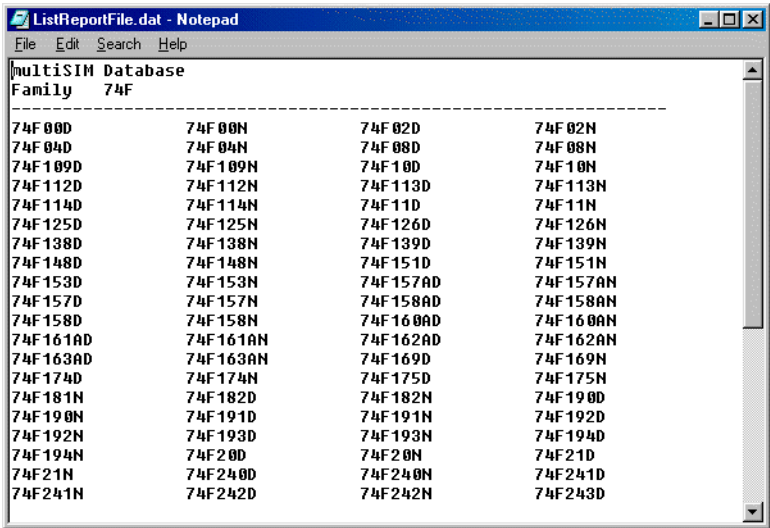 ListReportFile.dat - Notepad
File Edit Search Help
multiSIM Database
Family 74F
--------------------------------------------------------------------
74F00D 74F00N 74F02D 74F02N
74F04D 74F04N 74F08D 74F08N
74F109D 74F109N 74F10D 74F10N
74F112D 74F112N 74F113D 74F113N
74F114D 74F114N 74F11D 74F11N
74F125D 74F125N 74F126D 74F126N
74F138D 74F138N 74F139D 74F139N
74F148D 74F148N 74F151D 74F151N
74F153D 74F153N 74F157AD 74F157AN
74F157D 74F157N 74F158AD 74F158AN
74F158D 74F158N 74F160AD 74F160AN
74F161AD 74F161AN 74F162AD 74F162AN
74F163AD 74F163AN 74F169D 74F169N
74F174D 74F174N 74F175D 74F175N
74F181N 74F182D 74F182N 74F190D
74F190N 74F191D 74F191N 74F192D
74F192N 74F193D 74F193N 74F194D
74F194N 74F20D 74F20N 74F21D
74F21N 74F240D 74F240N 74F241D
74F241N 74F242D 74F242N 74F243D